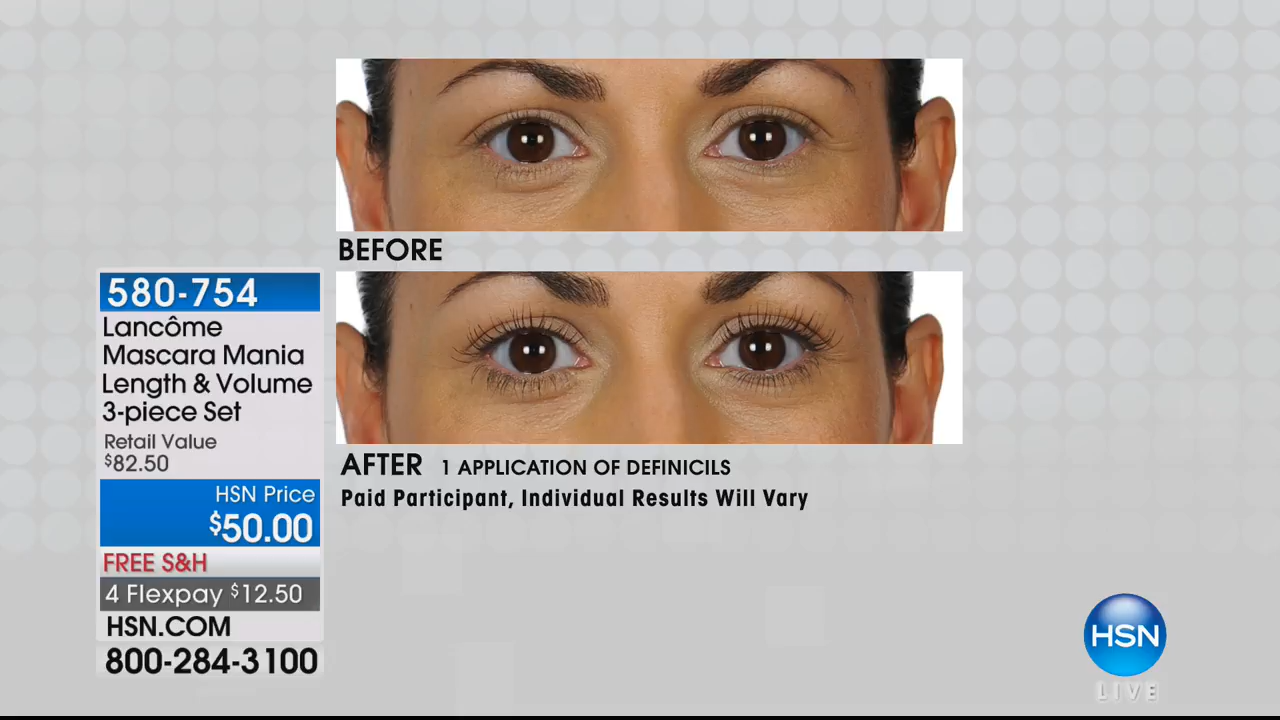 BEFORE
580-754
Lancôme
Mascara Mania
Length & Volume
3-piece Set
Retail Value
$82.50
HSN Price
$50.00
FREE S&H
4 Flexpay $12.50
HSN.COM
800-284-3100
AFTER 1 APPLICATION OF DEFINICILS
Paid Participant, Individual Results Will Vary
HSN
LIVE